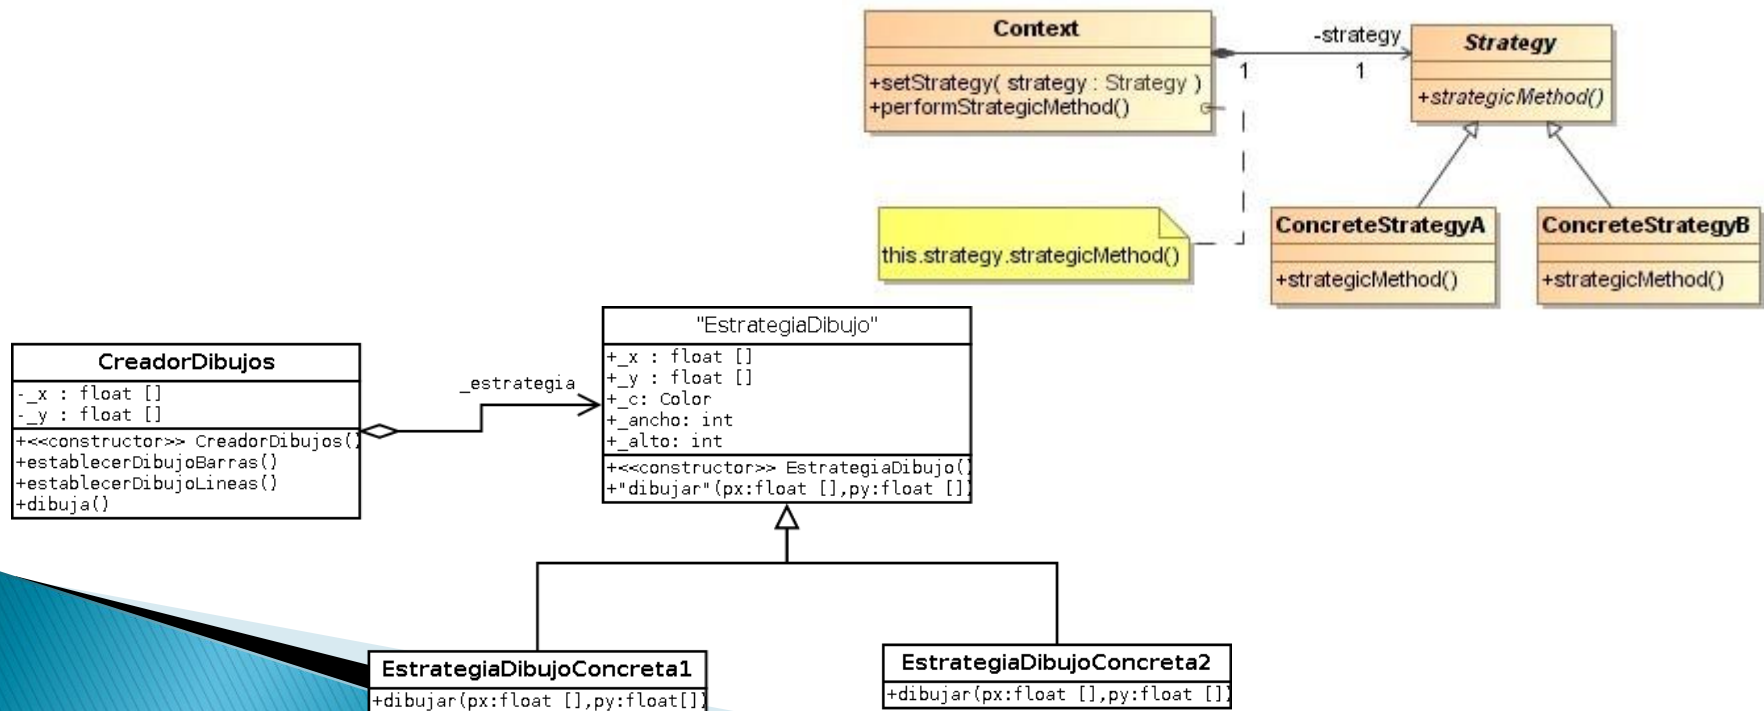 Context
+setStrategy( strategy : Strategy )
+performStrategicMethod()
-strategy
1
1
Strategy
+strategicMethod()
this.strategy.strategicMethod()
ConcreteStrategyA
+strategicMethod()
ConcreteStrategyB
+strategicMethod()
CreadorDibujos
-_x : float []
-_y : float []
+<<constructor>> CreadorDibujos()
+establecerDibujoBarras()
+establecerDibujoLineas()
+dibuja()
_estrategia
"EstrategiaDibujo"
+_x : float []
+_y : float []
+_c: Color
+_ancho: int
+_alto: int
+<<constructor>> EstrategiaDibujo()
+"dibujar"(px:float [],py:float [])
EstrategiaDibujoConcreta1
+dibujar(px:float [],py:float[])
EstrategiaDibujoConcreta2
+dibujar(px:float [],py:float [])